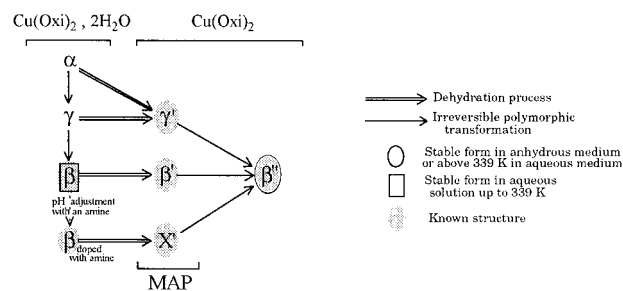 Cu(Oxi)₂ , 2H₂O
Cu(Oxi)₂
α
γ
γ'
β
β'
β''
pH adjustment
with an amine
β doped
with amine
X'
MAP
Dehydration process
Irreversible polymorphic
transformation
Stable form in anhydrous medium
or above 339 K in aqueous medium
Stable form in aqueous
solution up to 339 K
Known structure